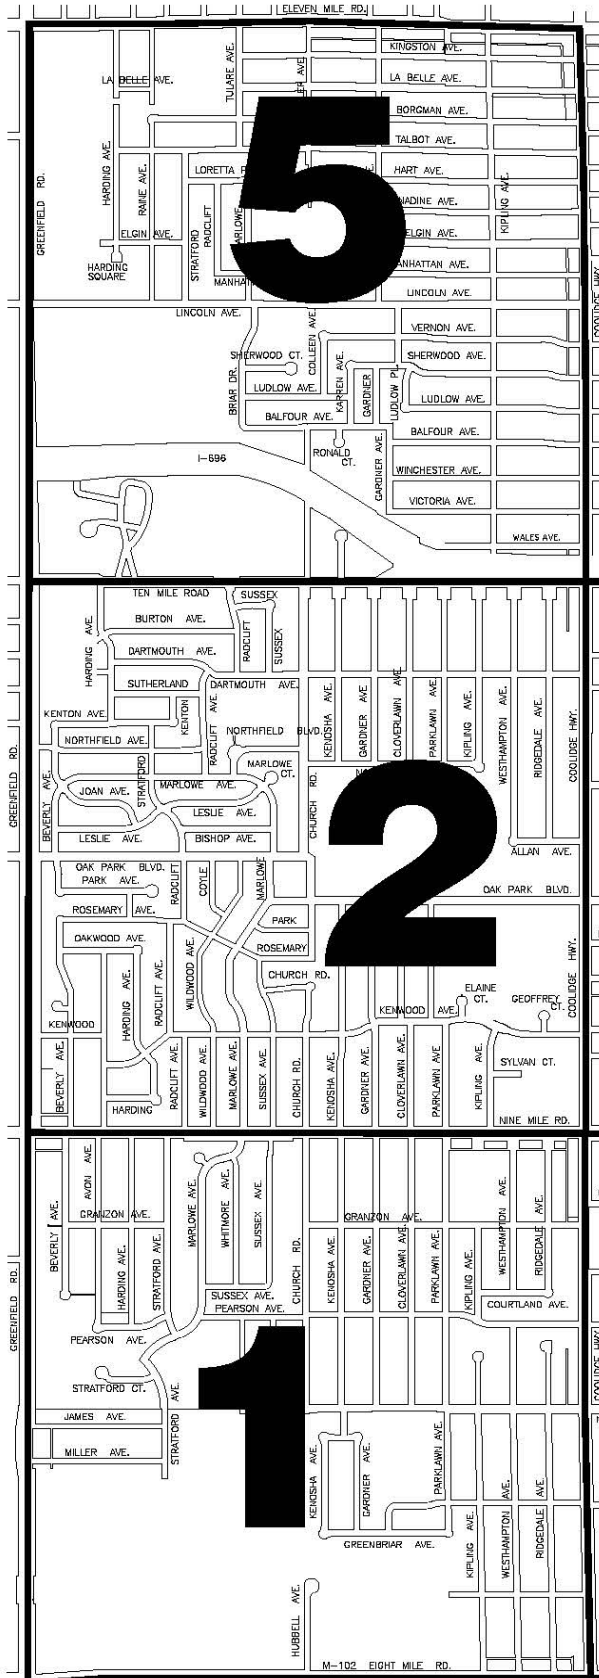 ELEVEN MILE RD.
KINGSTON AVE.
LA BELLE AVE.
TULARE AVE.
LA BELLE AVE.
BORGMAN AVE.
TALBOT AVE.
5
HARDING AVE.
RAINE AVE.
LORETTA
HART AVE.
NADINE AVE.
KIPLING AVE.
GREENFIELD RD.
STRATFORD
RADCLIFT
MARLOWE
ELGIN AVE.
ELGIN AVE.
HARDING
SQUARE
MANHATTAN AVE.
LINCOLN AVE.
LINCOLN AVE.
COOLIDGE HWY.
VERNON AVE.
COLLEEN AVE.
SHERWOOD CT.
SHERWOOD AVE.
BRIAR DR.
LUDLOW AVE.
KARREN AVE.
GARDNER
LUDLOW PL.
LUDLOW AVE.
BALFOUR AVE.
BALFOUR AVE.
I-696
RONALD
CT.
GARDNER AVE.
WINCHESTER AVE.
VICTORIA AVE.
WALES AVE.
TEN MILE ROAD
SUSSEX
BURTON AVE.
HARDING AVE.
RADCLIFT
SUSSEX
DARTMOUTH AVE.
SUTHERLAND
DARTMOUTH AVE.
KENTON AVE.
KENTON
RADCLIFT AVE.
NORTHFIELD BLVD.
NORTHFIELD AVE.
KENOSHA AVE.
GARDNER AVE.
CLOVERLAWN AVE.
PARKLAWN AVE.
KIPLING AVE.
WESTHAMPTON AVE.
RIDGEDALE AVE.
COOLIDGE HWY.
GREENFIELD RD.
BEVERLY AVE.
STRATFORD
MARLOWE
CT.
JOAN AVE.
MARLOWE AVE.
CHURCH RD.
2
LESLIE AVE.
LESLIE AVE.
BISHOP AVE.
ALLAN AVE.
OAK PARK BLVD.
PARK AVE.
RADCLIFT
COYLE
MARLOWE
OAK PARK BLVD.
ROSEMARY AVE.
PARK
OAKWOOD AVE.
ROSEMARY
HARDING AVE.
RADCLIFT AVE.
WILDWOOD AVE.
CHURCH RD.
COOLIDGE HWY.
ELAINE
CT.
GEOFFREY
CT.
KENWOOD
KENWOOD AVE.
BEVERLY AVE.
RADCLIFT AVE.
WILDWOOD AVE.
MARLOWE AVE.
SUSSEX AVE.
CHURCH RD.
KENOSHA AVE.
GARDNER AVE.
CLOVERLAWN AVE.
PARKLAWN AVE.
KIPLING AVE.
SYLVAN CT.
HARDING
NINE MILE RD.
BEVERLY AVE.
AVON AVE.
MARLOWE AVE.
WHITMORE AVE.
SUSSEX AVE.
GRANZON AVE.
GRANZON AVE.
HARDING AVE.
STRATFORD AVE.
CHURCH RD.
KENOSHA AVE.
GARDNER AVE.
CLOVERLAWN AVE.
PARKLAWN AVE.
KIPLING AVE.
WESTHAMPTON AVE.
RIDGEDALE AVE.
GREENFIELD RD.
SUSSEX AVE.
PEARSON AVE.
COURTLAND AVE.
PEARSON AVE.
1
STRATFORD CT.
COOLIDGE HWY.
JAMES AVE.
STRATFORD AVE.
MILLER AVE.
KENOSHA AVE.
GARDNER AVE.
PARKLAWN AVE.
GREENBRIAR AVE.
KIPLING AVE.
WESTHAMPTON AVE.
RIDGEDALE AVE.
HUBBELL AVE.
M-102 EIGHT MILE RD.